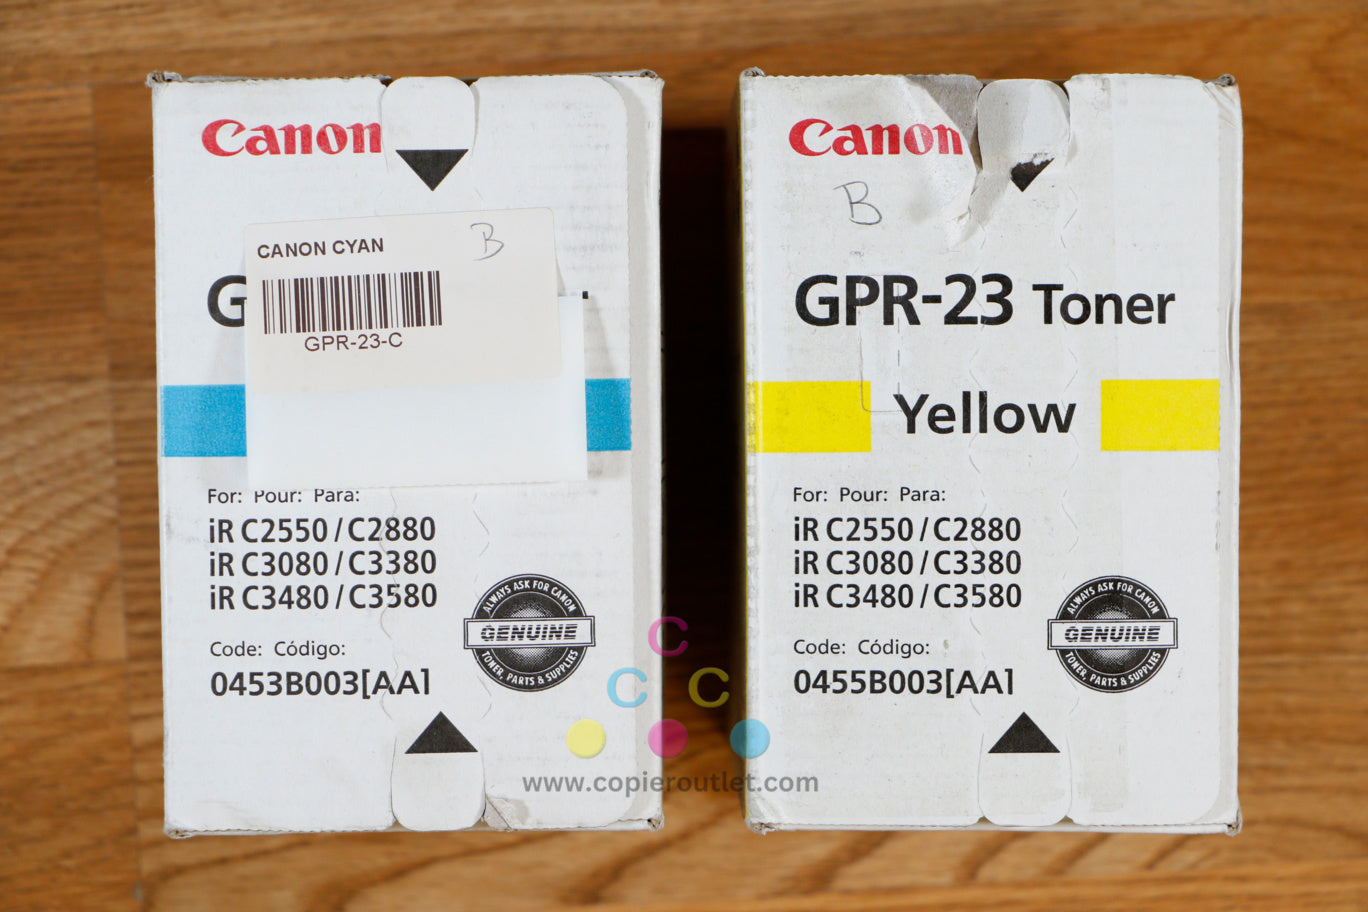 Canon
CANON CYAN
B
GPR-23-C
G
For: Pour: Para:
iR C2550 / C2880
iR C3080 / C3380
iR C3480 / C3580
Code: Código:
0453B003[AA]
ALWAYS ASK FOR CANON
GENUINE
TONER, PARTS & SUPPLIES
Canon
B
GPR-23 Toner
Yellow
For: Pour: Para:
iR C2550 / C2880
iR C3080 / C3380
iR C3480 / C3580
Code: Código:
0455B003[AA]
ALWAYS ASK FOR CANON
GENUINE
TONER, PARTS & SUPPLIES
C
C C
www.copieroutlet.com